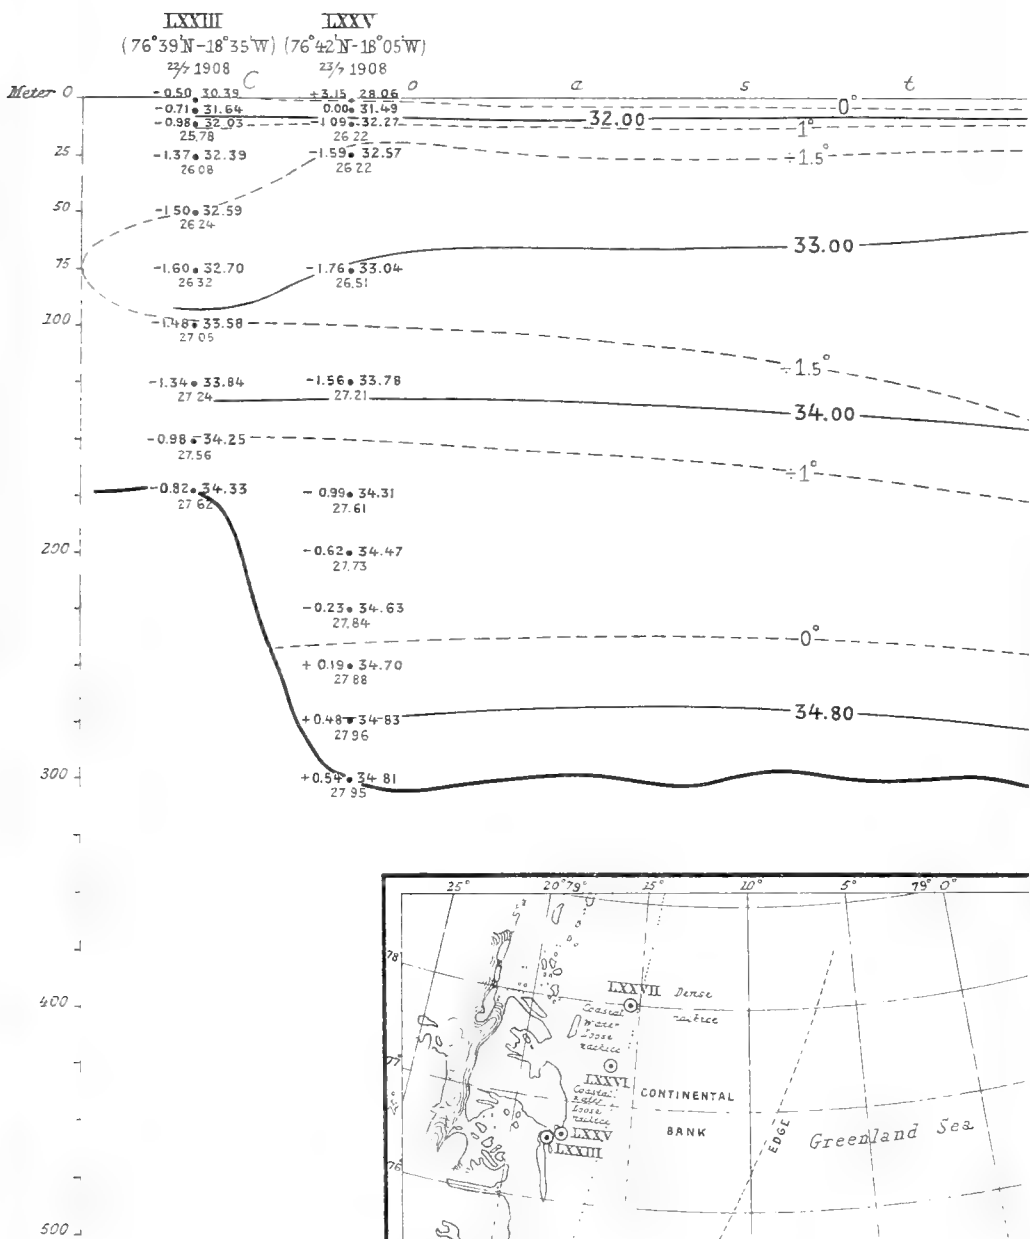 LXXIII LXXV
(76°39'N-18°35'W) (76°42'N-18°05'W)
22/7 1908 23/7 1908
C o a s t
Meter 0
-0.50 30.39 +3.15 28.06
-0.71 31.64 0.00 31.49 0°
-0.98 32.03 -1.09 32.27 32.00 1°
25.78 26.22
25 -1.37 32.39 -1.59 32.57 ÷1.5°
26.08 26.22
50 -1.50 32.59
26.24
33.00
75 -1.60 32.70 -1.76 33.04
26.32 26.51
100 -1.48 33.58
27.05
÷1.5°
-1.34 33.84 -1.56 33.78
27.24 27.21
34.00
-0.98 34.25
27.56
÷1°
-0.82 34.33 -0.99 34.31
27.62 27.61
200 -0.62 34.47
27.73
-0.23 34.63
27.84
0°
+0.19 34.70
27.88
+0.48 34.83 34.80
27.96
300 +0.54 34.81
27.95
25° 20° 79° 15° 10° 5° 79° 0°
78
LXXVII Dense
raitice
400
Coastal
water
Loose
raitice
77°
LXXVI
CONTINENTAL
Coastal
water
Loose
raitice
BANK
EDGE
Greenland Sea
LXXV
LXXIII
76
500